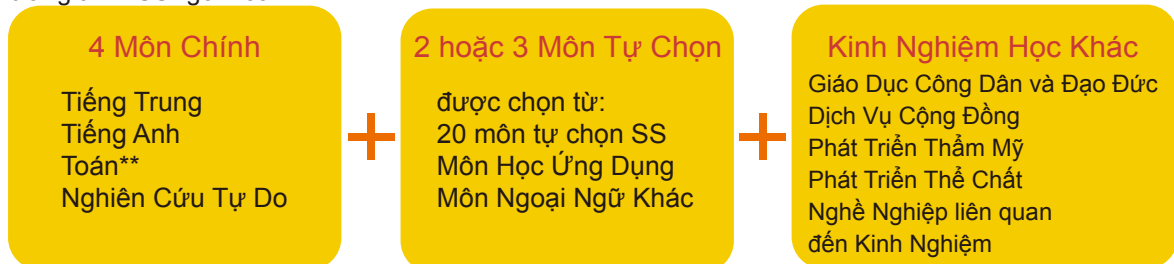 4 Môn Chính
Tiếng Trung
Tiếng Anh
Toán**
Nghiên Cứu Tự Do
+
2 hoặc 3 Môn Tự Chọn
được chọn từ:
20 môn tự chọn SS
Môn Học Ứng Dụng
Môn Ngoại Ngữ Khác
+
Kinh Nghiệm Học Khác
Giáo Dục Công Dân và Đạo Đức
Dịch Vụ Cộng Đồng
Phát Triển Thẩm Mỹ
Phát Triển Thể Chất
Nghề Nghiệp liên quan
đến Kinh Nghiệm